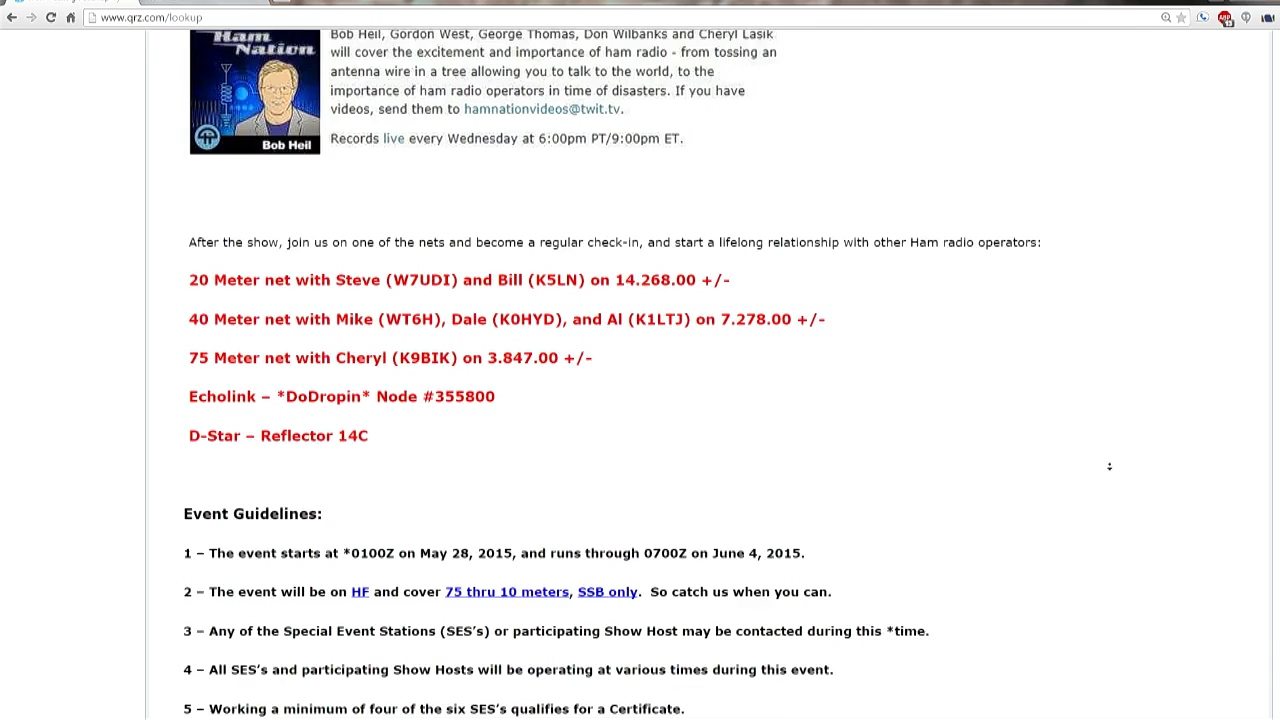 www.qrz.com/lookup
Ham
Nation
Bob Heil
Bob Heil, Gordon West, George Thomas, Don Wilbanks and Cheryl Lasik
will cover the excitement and importance of ham radio - from tossing an
antenna wire in a tree allowing you to talk to the world, to the
importance of ham radio operators in time of disasters. If you have
videos, send them to hamnationvideos@twit.tv.
Records live every Wednesday at 6:00pm PT/9:00pm ET.
After the show, join us on one of the nets and become a regular check-in, and start a lifelong relationship with other Ham radio operators:
20 Meter net with Steve (W7UDI) and Bill (K5LN) on 14.268.00 +/-
40 Meter net with Mike (WT6H), Dale (K0HYD), and Al (K1LTJ) on 7.278.00 +/-
75 Meter net with Cheryl (K9BIK) on 3.847.00 +/-
Echolink – *DoDropin* Node #355800
D-Star – Reflector 14C
Event Guidelines:
1 – The event starts at *0100Z on May 28, 2015, and runs through 0700Z on June 4, 2015.
2 – The event will be on HF and cover 75 thru 10 meters, SSB only.  So catch us when you can.
3 – Any of the Special Event Stations (SES's) or participating Show Host may be contacted during this *time.
4 – All SES's and participating Show Hosts will be operating at various times during this event.
5 – Working a minimum of four of the six SES's qualifies for a Certificate.